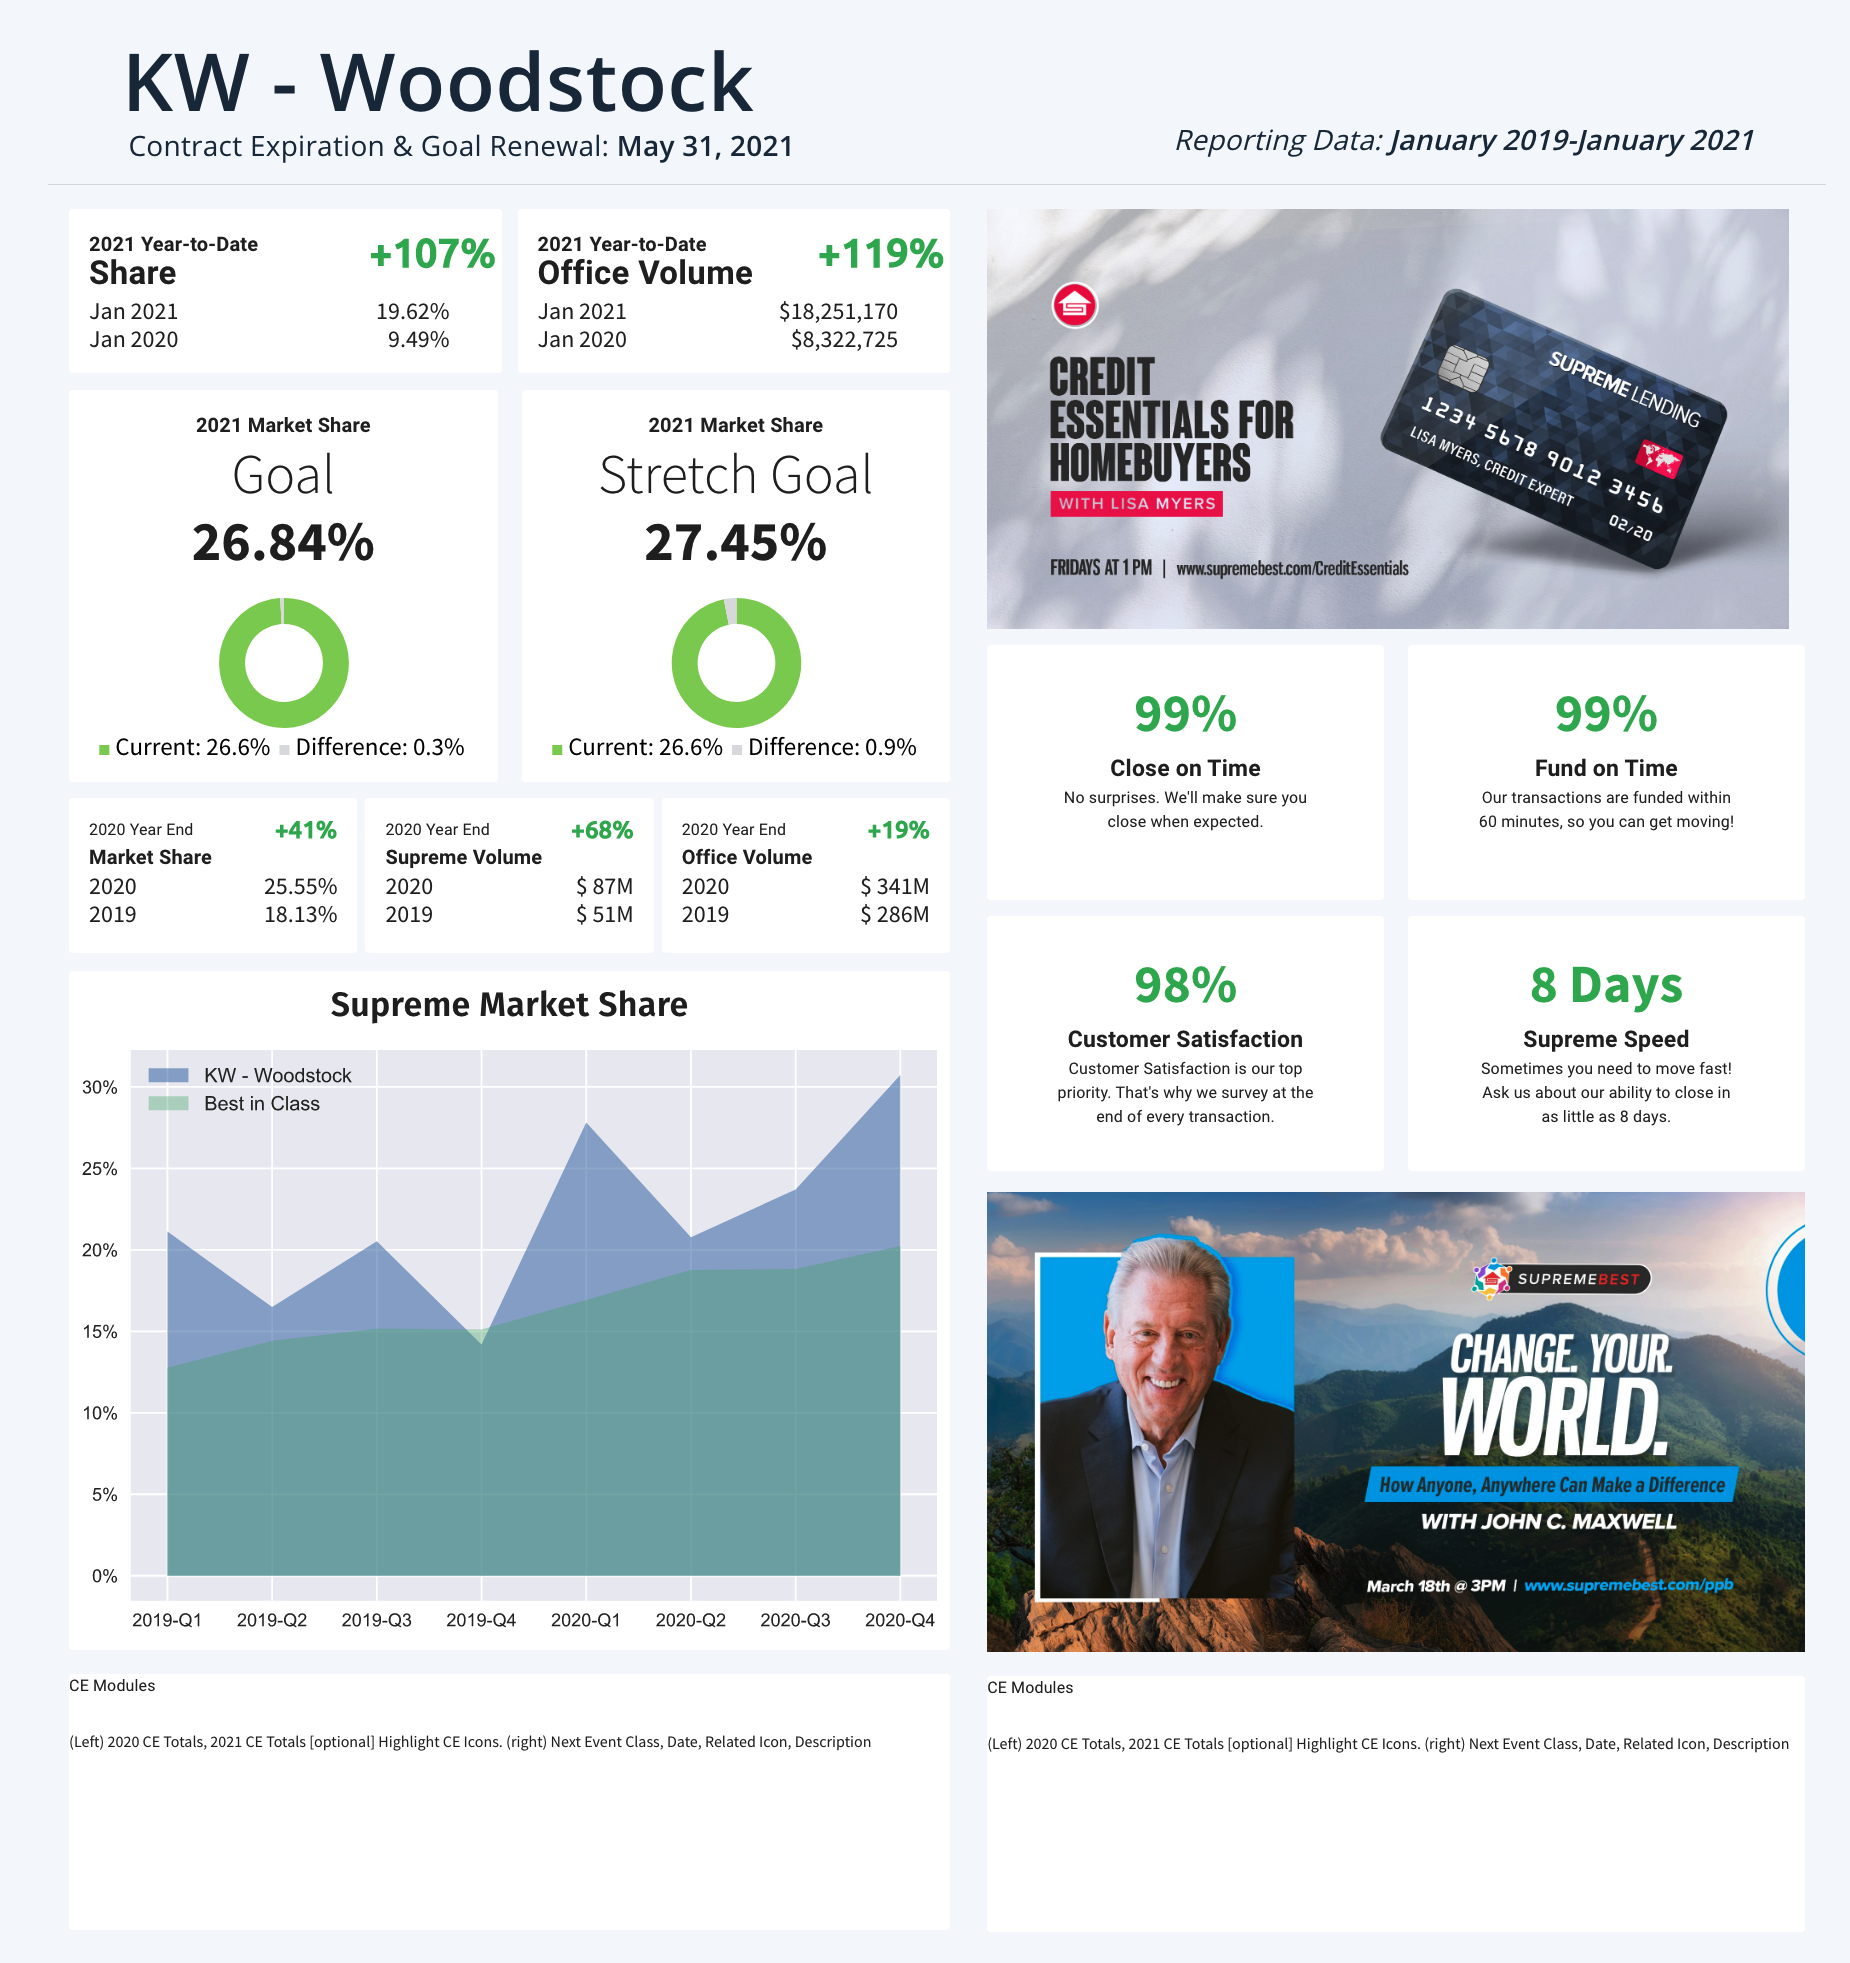 KW - Woodstock
Contract Expiration & Goal Renewal: May 31, 2021
Reporting Data: January 2019-January 2021
2021 Year-to-Date
Share
+107%
Jan 2021 19.62%
Jan 2020 9.49%
2021 Year-to-Date
Office Volume
+119%
Jan 2021 $18,251,170
Jan 2020 $8,322,725
2021 Market Share
Goal
26.84%
Current: 26.6% Difference: 0.3%
2021 Market Share
Stretch Goal
27.45%
Current: 26.6% Difference: 0.9%
2020 Year End +41%
Market Share
2020 25.55%
2019 18.13%
2020 Year End +68%
Supreme Volume
2020 $ 87M
2019 $ 51M
2020 Year End +19%
Office Volume
2020 $ 341M
2019 $ 286M
Supreme Market Share
KW - Woodstock
Best in Class
30%
25%
20%
15%
10%
5%
0%
2019-Q1 2019-Q2 2019-Q3 2019-Q4 2020-Q1 2020-Q2 2020-Q3 2020-Q4
CE Modules
(Left) 2020 CE Totals, 2021 CE Totals [optional] Highlight CE Icons. (right) Next Event Class, Date, Related Icon, Description
CREDIT
ESSENTIALS FOR
HOMEBUYERS
WITH LISA MYERS
FRIDAYS AT 1 PM | www.supremebest.com/CreditEssentials
SUPREME LENDING
1234 5678 9012 3456
LISA MYERS, CREDIT EXPERT
02/20
99%
Close on Time
No surprises. We'll make sure you
close when expected.
99%
Fund on Time
Our transactions are funded within
60 minutes, so you can get moving!
98%
Customer Satisfaction
Customer Satisfaction is our top
priority. That's why we survey at the
end of every transaction.
8 Days
Supreme Speed
Sometimes you need to move fast!
Ask us about our ability to close in
as little as 8 days.
SUPREMEBEST
CHANGE. YOUR.
WORLD.
How Anyone, Anywhere Can Make a Difference
WITH JOHN C. MAXWELL
March 18th @ 3PM | www.supremebest.com/ppb
CE Modules
(Left) 2020 CE Totals, 2021 CE Totals [optional] Highlight CE Icons. (right) Next Event Class, Date, Related Icon, Description